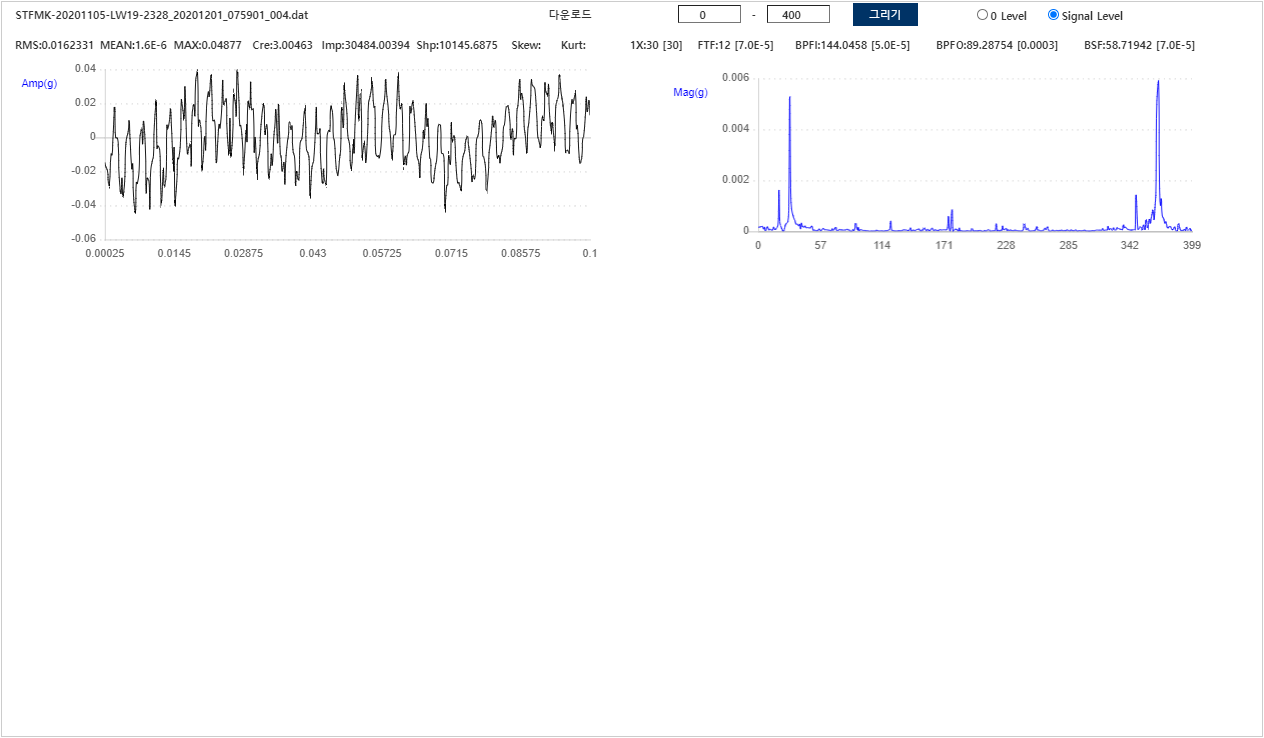 STFMK-20201105-LW19-2328_20201201_075901_004.dat 다운로드 0 - 400 그리기 0 Level Signal Level
RMS:0.0162331 MEAN:1.6E-6 MAX:0.04877 Cre:3.00463 Imp:30484.00394 Shp:10145.6875 Skew: Kurt: 1X:30 [30] FTF:12 [7.0E-5] BPFI:144.0458 [5.0E-5] BPFO:89.28754 [0.0003] BSF:58.71942 [7.0E-5]
Amp(g)
0.04
0.02
0
-0.02
-0.04
-0.06
0.00025 0.0145 0.02875 0.043 0.05725 0.0715 0.08575 0.1
Mag(g)
0.006
0.004
0.002
0
0 57 114 171 228 285 342 399